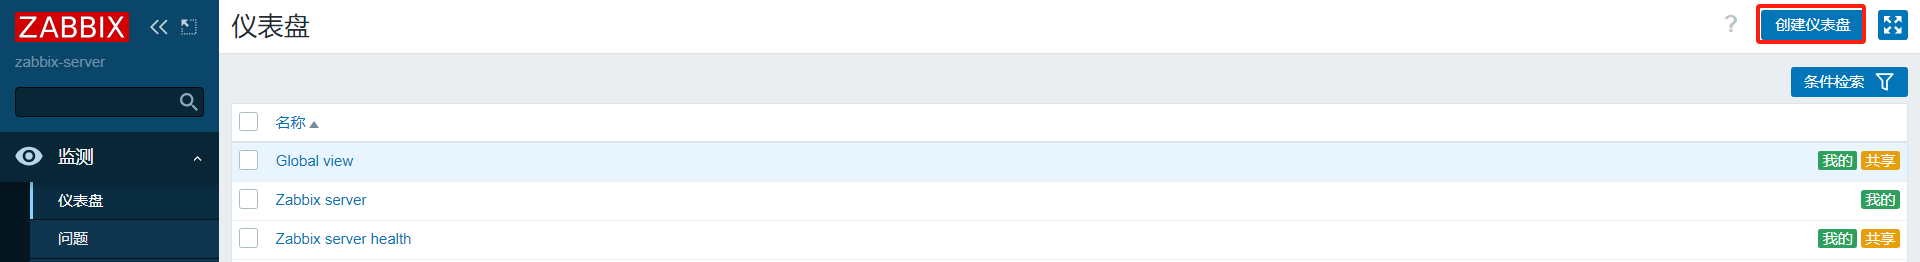 ZABBIX
zabbix-server
监测
仪表盘
问题
仪表盘
?
创建仪表盘
条件检索
名称
Global view 我的 共享
Zabbix server 我的
Zabbix server health 我的 共享